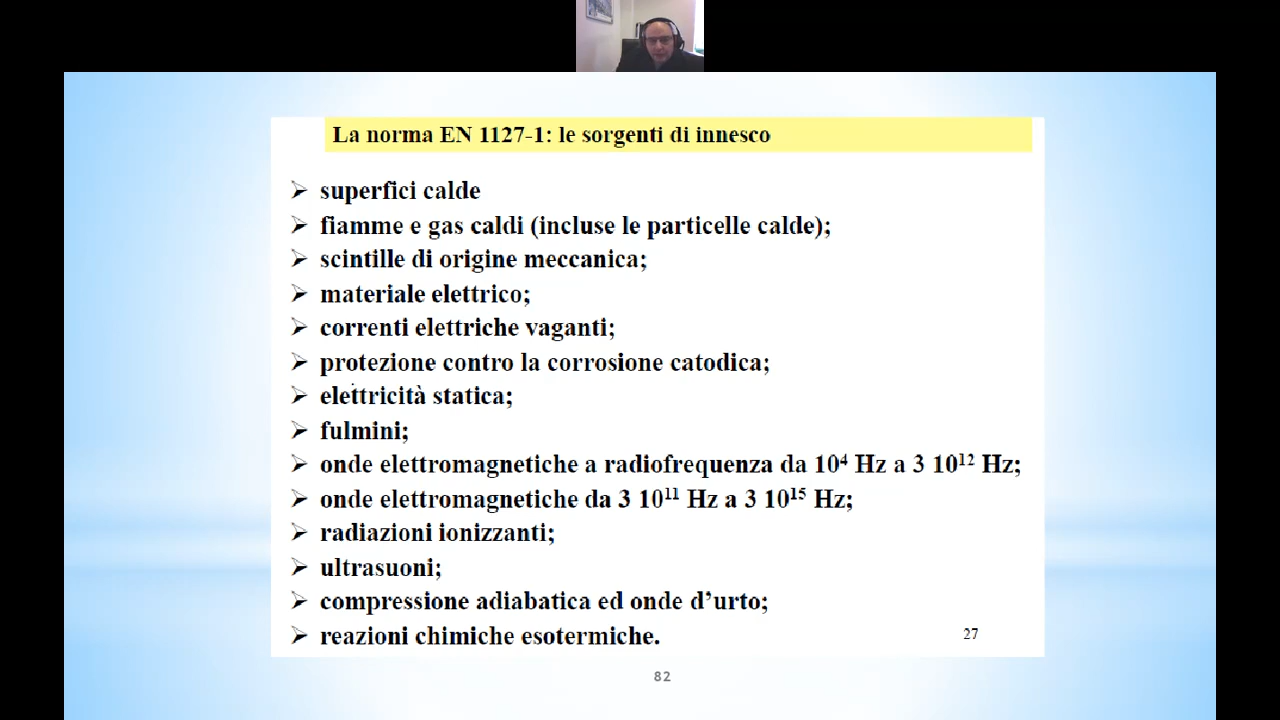 La norma EN 1127-1: le sorgenti di innesco
➢ superfici calde
➢ fiamme e gas caldi (incluse le particelle calde);
➢ scintille di origine meccanica;
➢ materiale elettrico;
➢ correnti elettriche vaganti;
➢ protezione contro la corrosione catodica;
➢ elettricità statica;
➢ fulmini;
➢ onde elettromagnetiche a radiofrequenza da 10⁴ Hz a 3 10¹² Hz;
➢ onde elettromagnetiche da 3 10¹¹ Hz a 3 10¹⁵ Hz;
➢ radiazioni ionizzanti;
➢ ultrasuoni;
➢ compressione adiabatica ed onde d’urto;
➢ reazioni chimiche esotermiche.
27
82